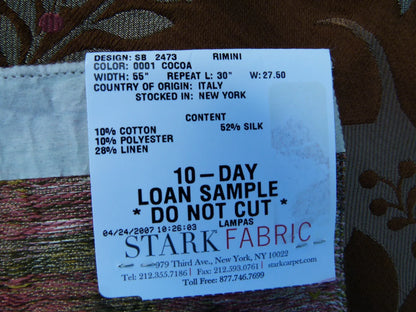 DESIGN: SB 2473 RIMINI
COLOR: 0001 COCOA
WIDTH: 55" REPEAT L: 30" W: 27.50
COUNTRY OF ORIGIN: ITALY
STOCKED IN: NEW YORK
CONTENT
10% COTTON 52% SILK
10% POLYESTER
28% LINEN
10-DAY
LOAN SAMPLE
* DO NOT CUT *
LAMPAS
04/24/2007 10:26:03
STARK FABRIC
979 Third Ave., New York, NY 10022
Tel: 212.355.7186 | Fax: 212.593.0761 | starkcarpet.com
Toll Free: 877.746.7699